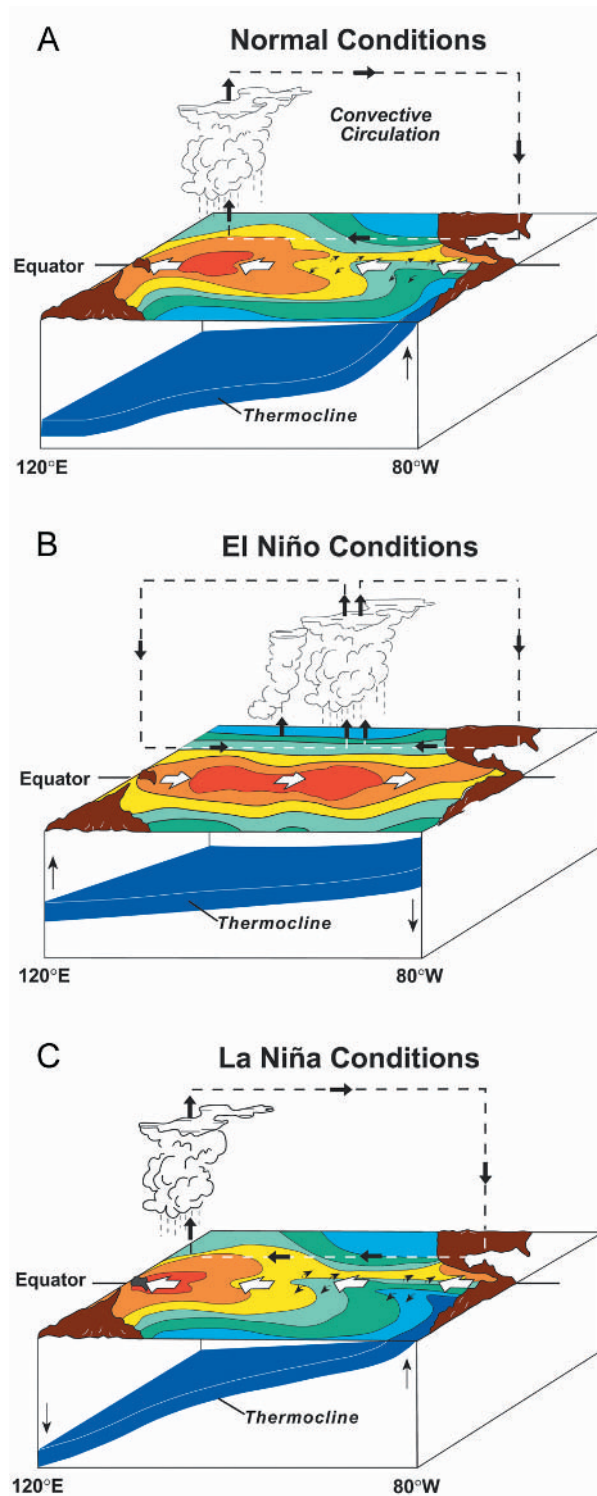 A
Normal Conditions
Convective
Circulation
Equator
Thermocline
120°E
80°W
B
El Niño Conditions
Equator
Thermocline
120°E
80°W
C
La Niña Conditions
Equator
Thermocline
120°E
80°W